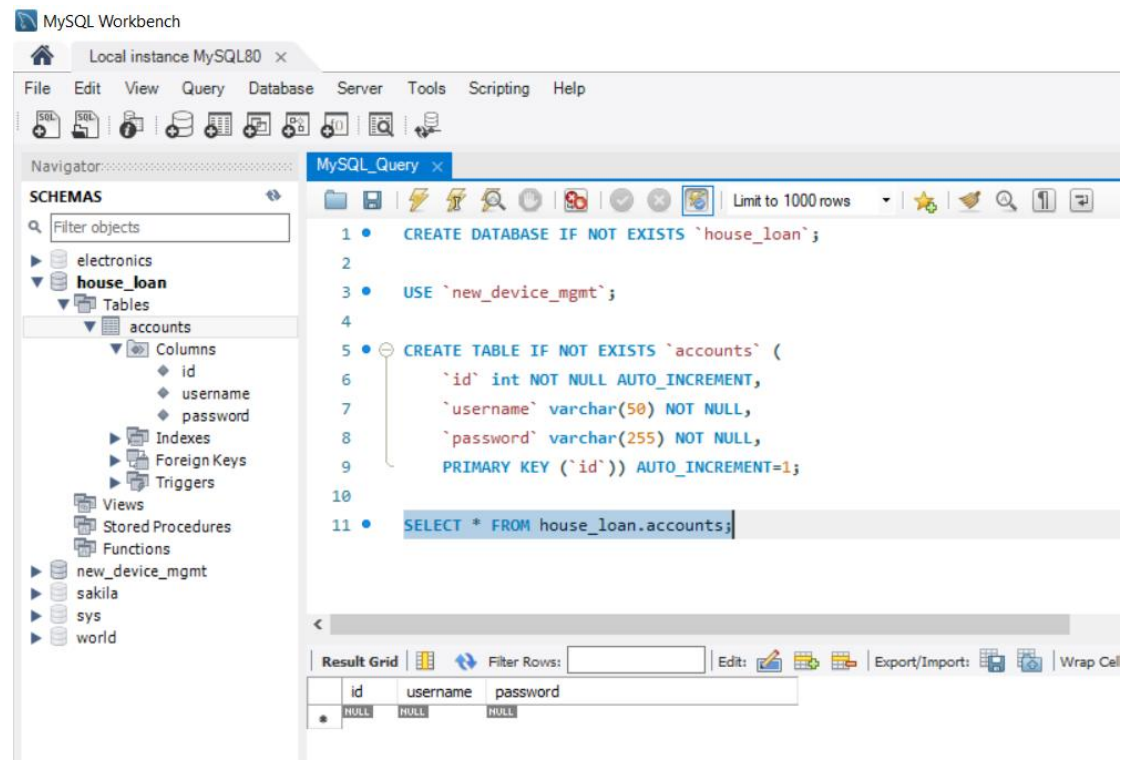 MySQL Workbench
Local instance MySQL80 ×
File Edit View Query Database Server Tools Scripting Help
Navigator
SCHEMAS
Filter objects
electronics
house_loan
Tables
accounts
Columns
id
username
password
Indexes
Foreign Keys
Triggers
Views
Stored Procedures
Functions
new_device_mgmt
sakila
sys
world
MySQL_Query ×
Limit to 1000 rows
1 CREATE DATABASE IF NOT EXISTS `house_loan`;
2
3 USE `new_device_mgmt`;
4
5 CREATE TABLE IF NOT EXISTS `accounts` (
6 `id` int NOT NULL AUTO_INCREMENT,
7 `username` varchar(50) NOT NULL,
8 `password` varchar(255) NOT NULL,
9 PRIMARY KEY (`id`)) AUTO_INCREMENT=1;
10
11 SELECT * FROM house_loan.accounts;
Result Grid Filter Rows: Edit: Export/Import: Wrap Cel
id username password
NULL NULL NULL